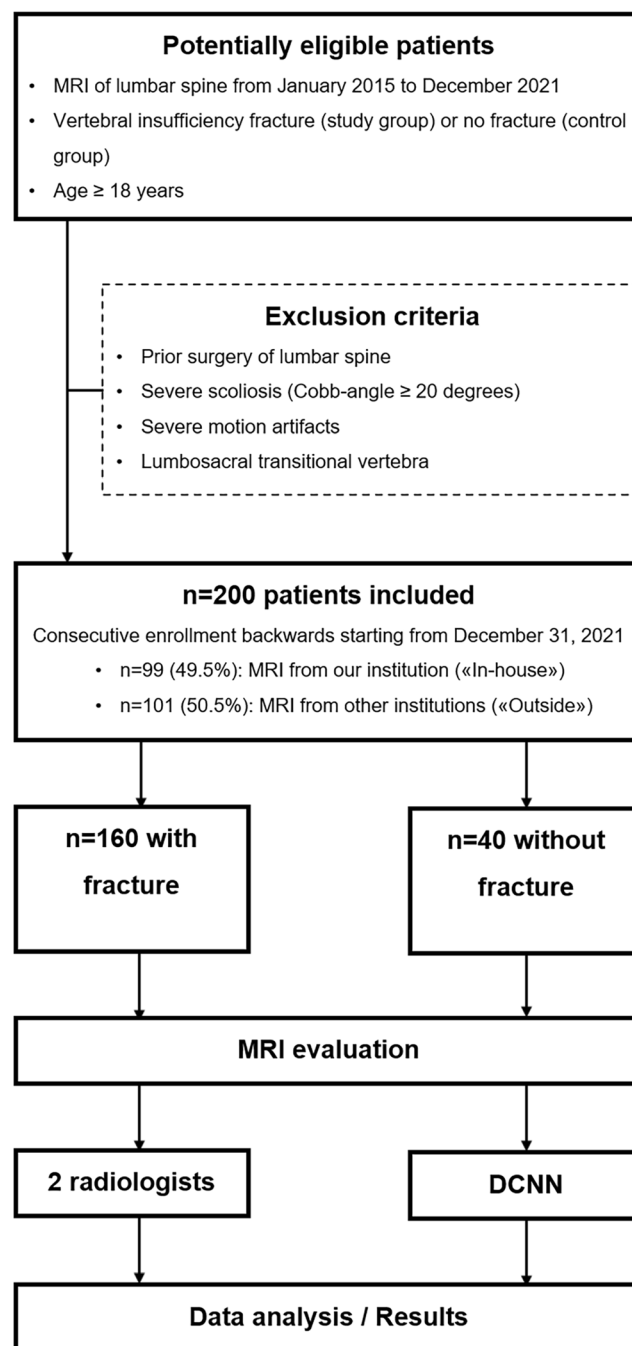 Potentially eligible patients
• MRI of lumbar spine from January 2015 to December 2021
• Vertebral insufficiency fracture (study group) or no fracture (control
group)
• Age ≥ 18 years
Exclusion criteria
• Prior surgery of lumbar spine
• Severe scoliosis (Cobb-angle ≥ 20 degrees)
• Severe motion artifacts
• Lumbosacral transitional vertebra
n=200 patients included
Consecutive enrollment backwards starting from December 31, 2021
• n=99 (49.5%): MRI from our institution («In-house»)
• n=101 (50.5%): MRI from other institutions («Outside»)
n=160 with
fracture
n=40 without
fracture
MRI evaluation
2 radiologists
DCNN
Data analysis / Results